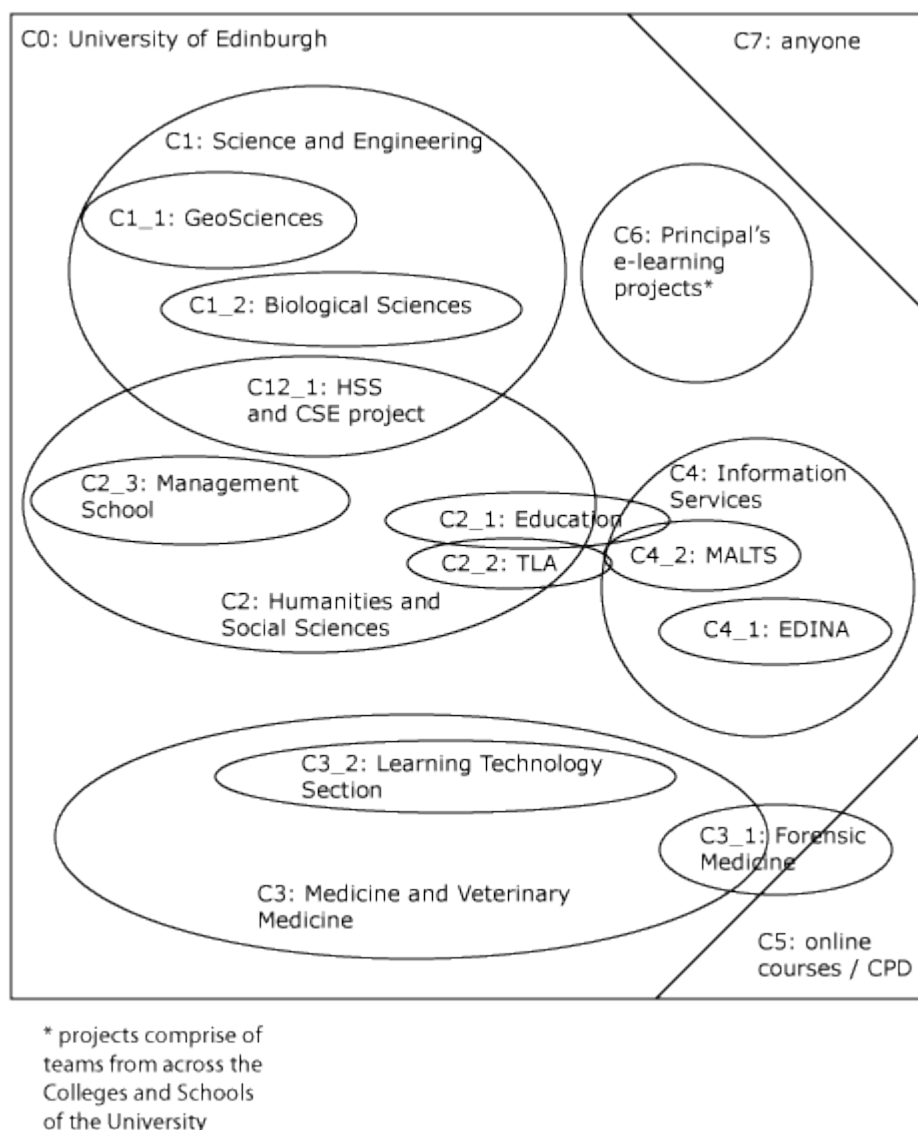 C0: University of Edinburgh
C7: anyone
C1: Science and Engineering
C1_1: GeoSciences
C6: Principal's
e-learning
projects*
C1_2: Biological Sciences
C12_1: HSS
and CSE project
C2_3: Management
School
C4: Information
Services
C2_1: Education
C2_2: TLA
C4_2: MALTS
C2: Humanities and
Social Sciences
C4_1: EDINA
C3_2: Learning Technology
Section
C3_1: Forensic
Medicine
C3: Medicine and Veterinary
Medicine
C5: online
courses / CPD
* projects comprise of
teams from across the
Colleges and Schools
of the University